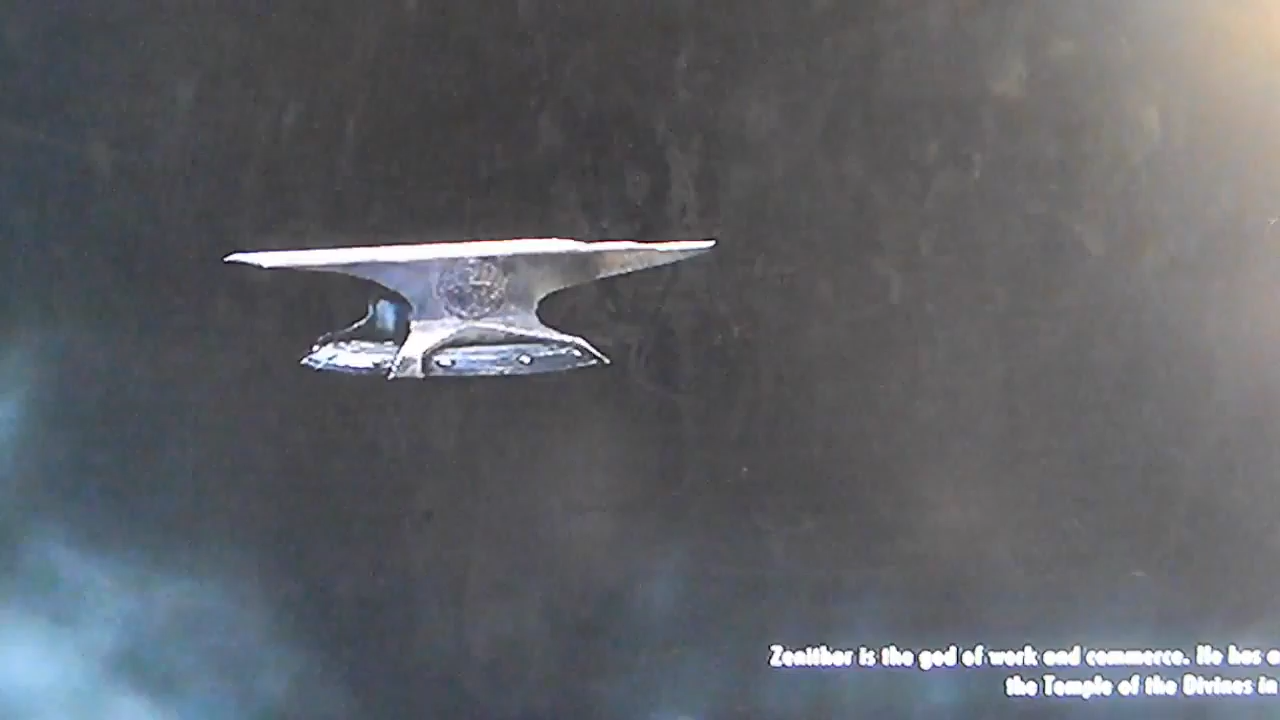 Zenithar is the god of work and commerce. He has a
the Temple of the Divines in